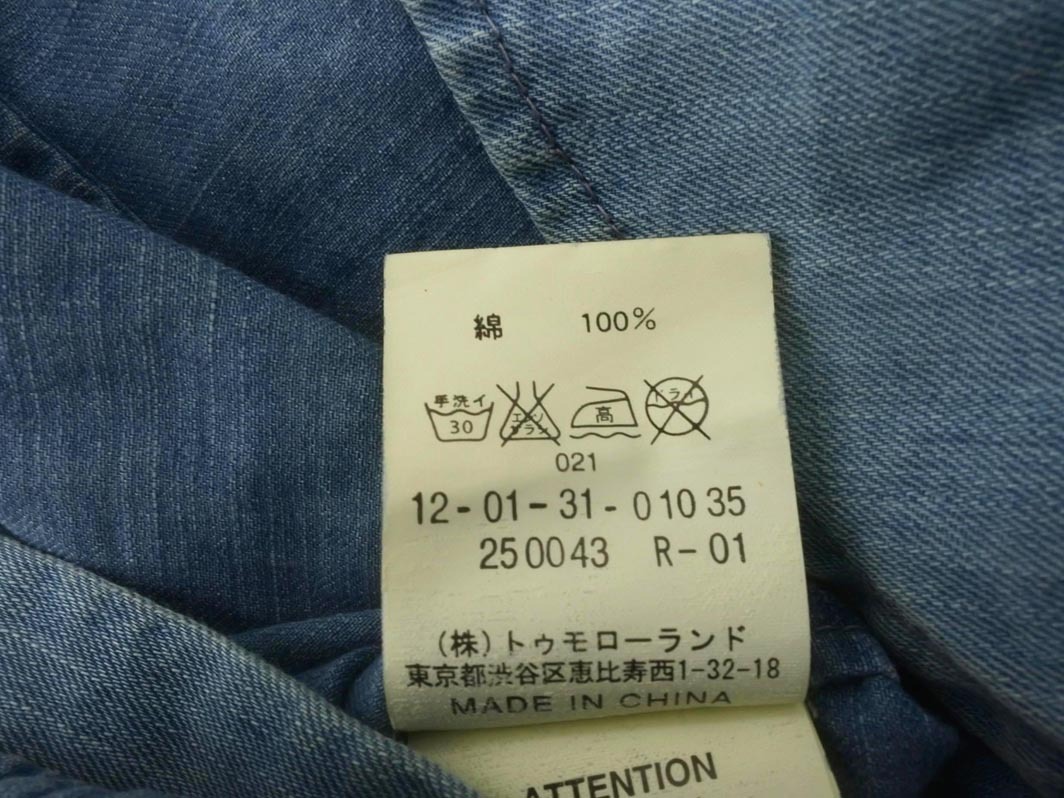 綿 100%
手洗イ エンソ 高 ドライ
30 サラシ
021
12-01-31-01035
250043 R-01
(株)トゥモローランド
東京都渋谷区恵比寿西1-32-18
MADE IN CHINA
ATTENTION